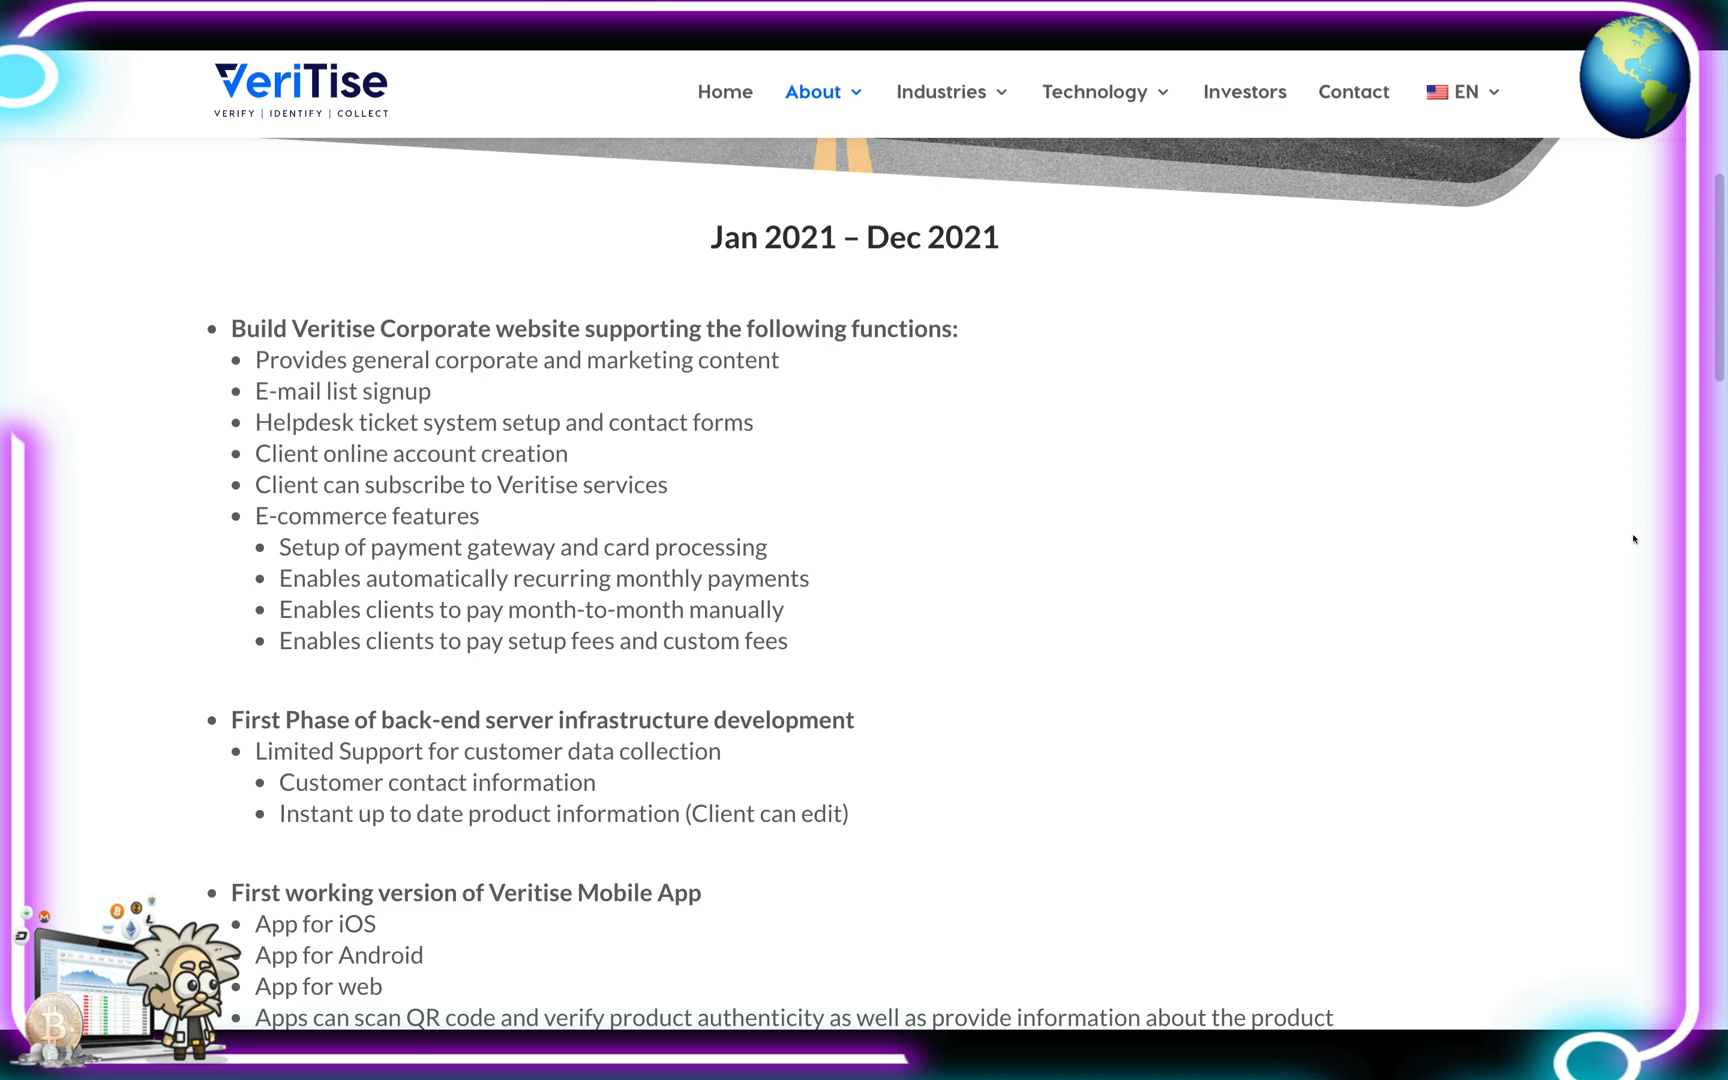 VeriTise
VERIFY | IDENTIFY | COLLECT
Home About Industries Technology Investors Contact EN
Jan 2021 – Dec 2021
Build Veritise Corporate website supporting the following functions:
Provides general corporate and marketing content
E-mail list signup
Helpdesk ticket system setup and contact forms
Client online account creation
Client can subscribe to Veritise services
E-commerce features
Setup of payment gateway and card processing
Enables automatically recurring monthly payments
Enables clients to pay month-to-month manually
Enables clients to pay setup fees and custom fees
First Phase of back-end server infrastructure development
Limited Support for customer data collection
Customer contact information
Instant up to date product information (Client can edit)
First working version of Veritise Mobile App
App for iOS
App for Android
App for web
Apps can scan QR code and verify product authenticity as well as provide information about the product